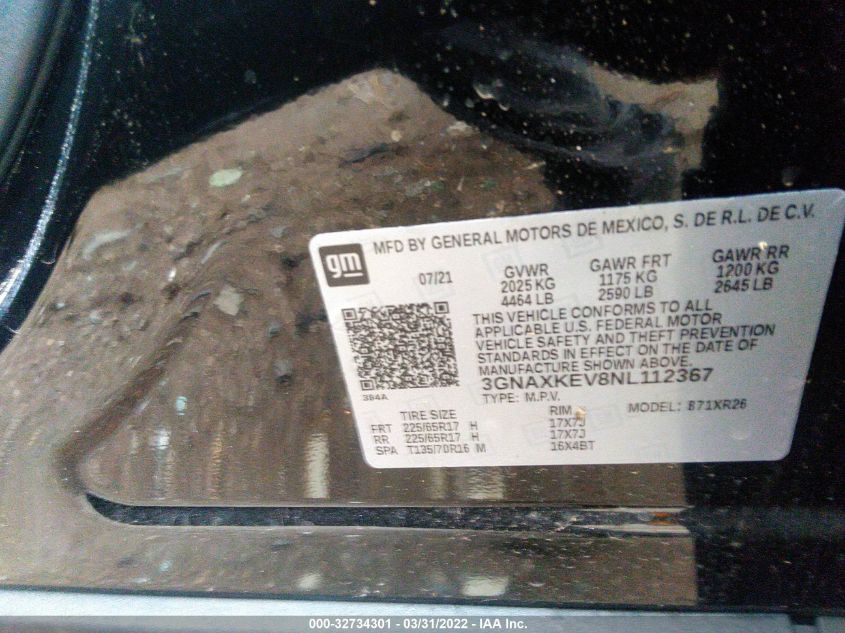 gm
MFD BY GENERAL MOTORS DE MEXICO, S. DE R.L. DE C.V.
07/21
GVWR GAWR FRT GAWR RR
2025 KG 1175 KG 1200 KG
4464 LB 2590 LB 2645 LB
THIS VEHICLE CONFORMS TO ALL
APPLICABLE U.S. FEDERAL MOTOR
VEHICLE SAFETY AND THEFT PREVENTION
STANDARDS IN EFFECT ON THE DATE OF
MANUFACTURE SHOWN ABOVE.
3GNAXKEV8NL112367
TYPE: M.P.V. MODEL: B71XR26
3B4A
TIRE SIZE RIM
FRT 225/65R17 H 17X7J
RR 225/65R17 H 17X7J
SPA T135/70R16 M 16X4BT
000-32734301 - 03/31/2022 - IAA Inc.